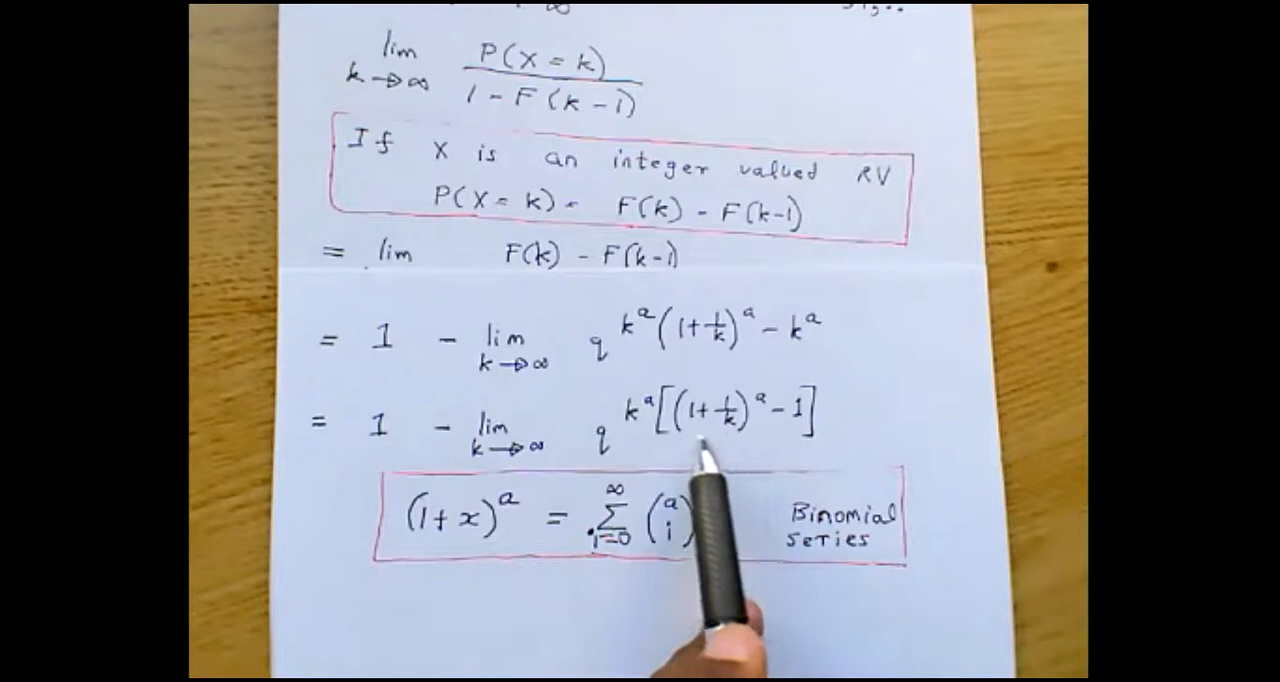 ∞
lim k→∞ P(X = k) / 1 - F(k-1)
If X is an integer valued RV
P(X = k) = F(k) - F(k-1)
= lim F(k) - F(k-1)
= 1 - lim k→∞ q^{k^a (1+1/k)^a - k^a}
= 1 - lim k→∞ q^{k^a [(1+1/k)^a - 1]}
(1+x)^a = ∑_{i=0}^{∞} (a i) Binomial series